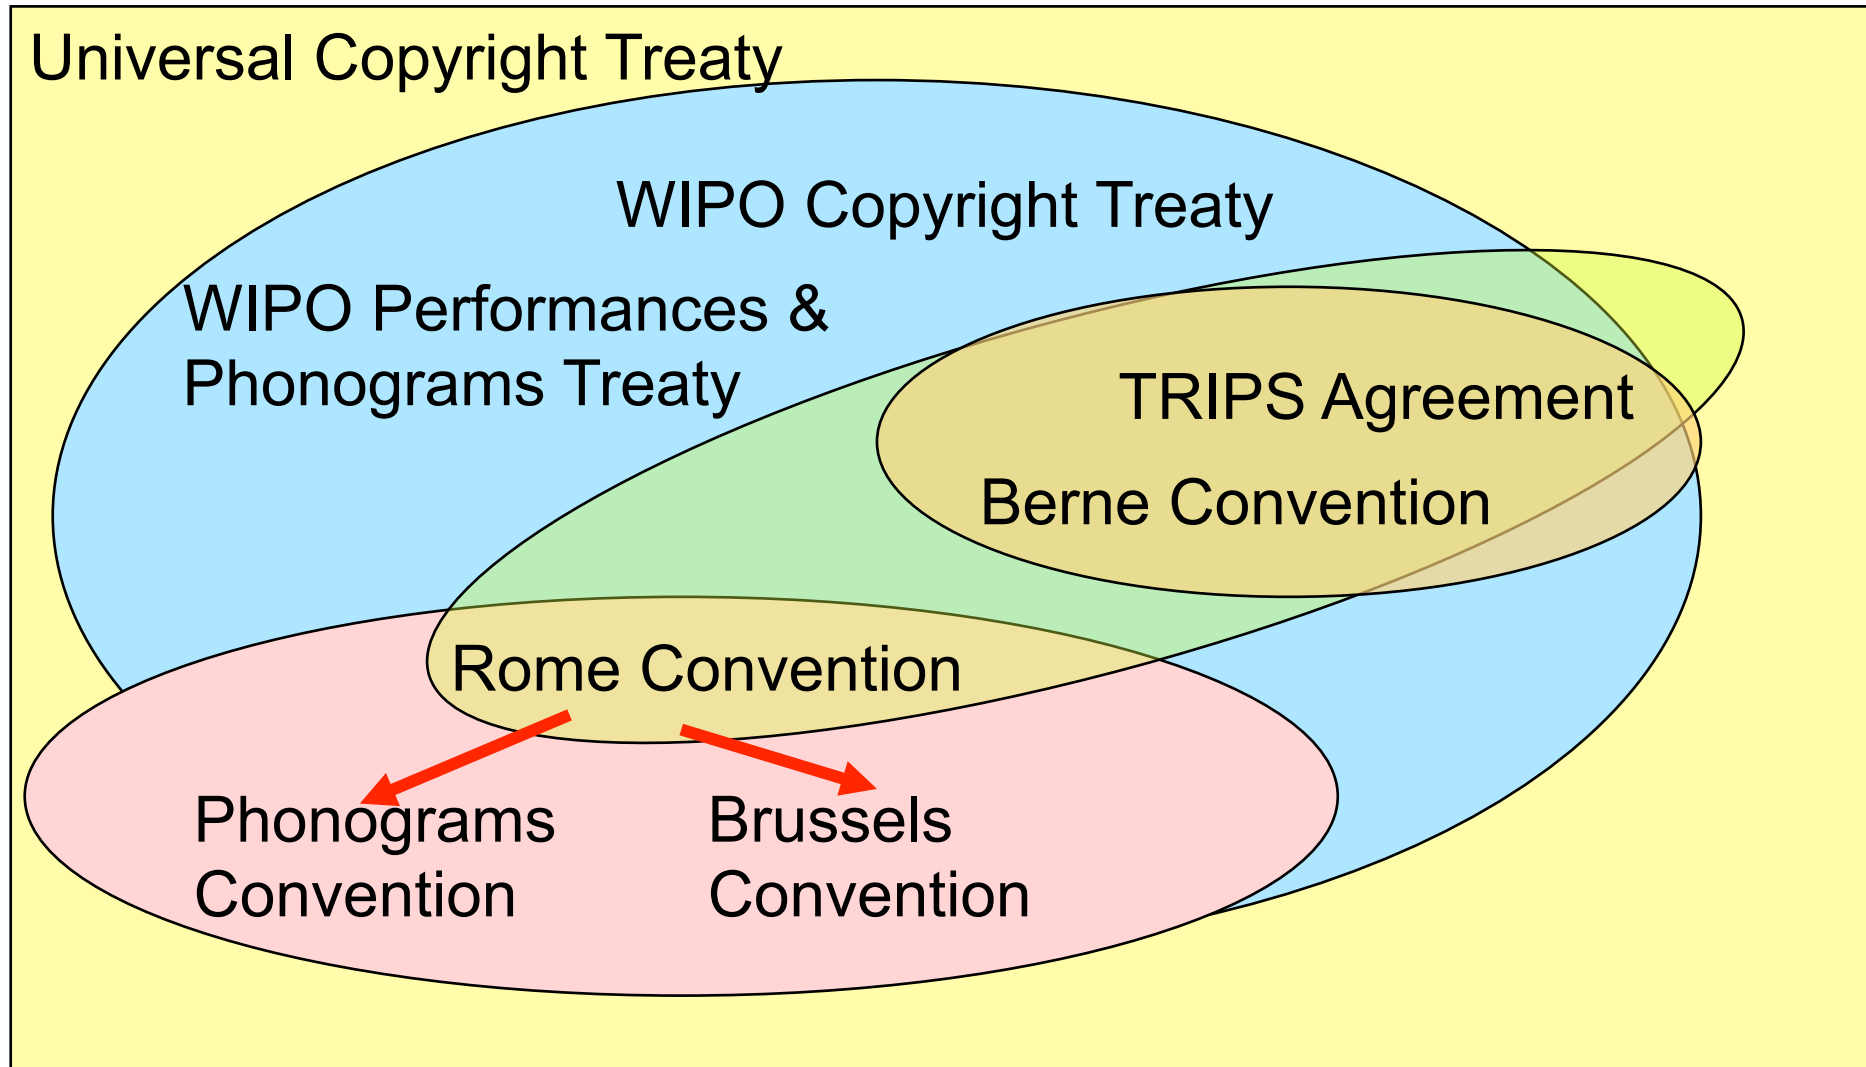 Universal Copyright Treaty
WIPO Copyright Treaty
WIPO Performances &
Phonograms Treaty
TRIPS Agreement
Berne Convention
Rome Convention
Phonograms
Convention
Brussels
Convention